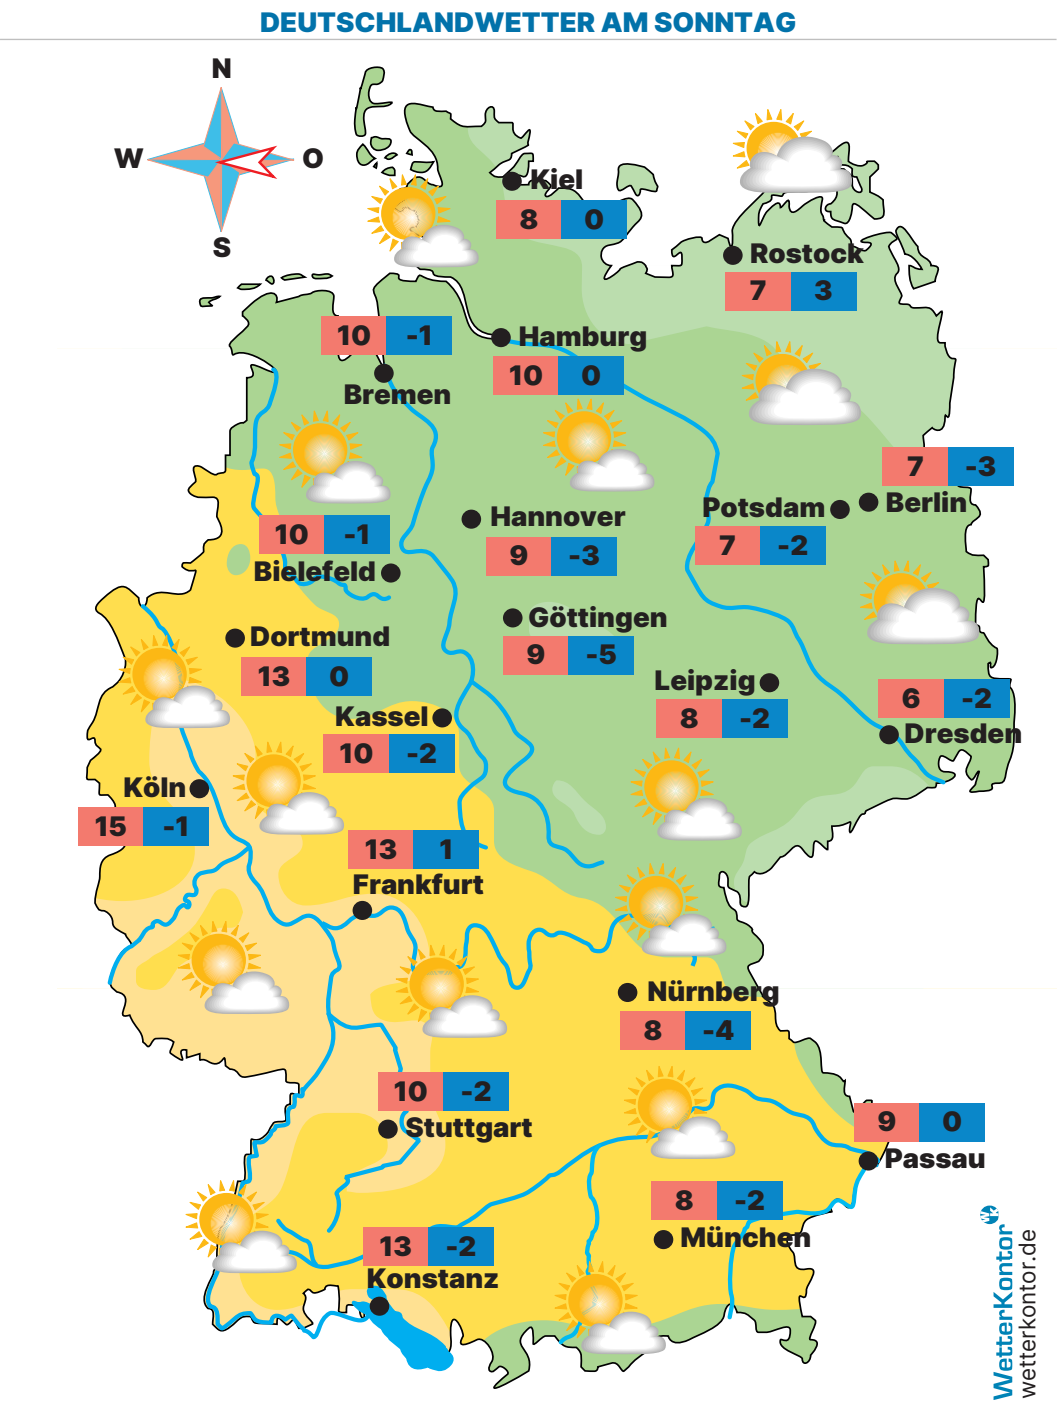 DEUTSCHLANDWETTER AM SONNTAG
N
W O
S
Kiel
8 0
Rostock
7 3
10 -1
Bremen
Hamburg
10 0
7 -3
Berlin
Potsdam
7 -2
Hannover
9 -3
10 -1
Bielefeld
Göttingen
9 -5
Dortmund
13 0
Leipzig
8 -2
6 -2
Dresden
Kassel
10 -2
Köln
15 -1
13 1
Frankfurt
Nürnberg
8 -4
10 -2
Stuttgart
9 0
Passau
8 -2
München
13 -2
Konstanz
WetterKontor
wetterkontor.de